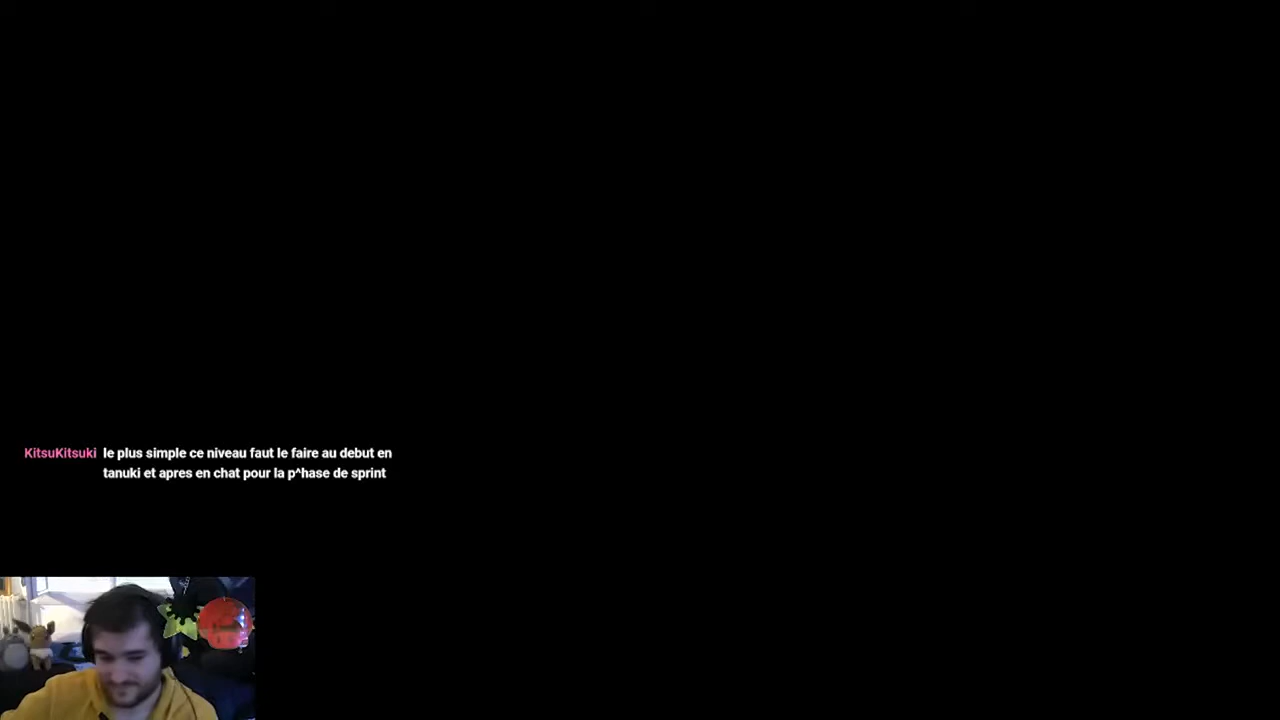 KitsuKitsuki le plus simple ce niveau faut le faire au debut en
tanuki et apres en chat pour la p^hase de sprint